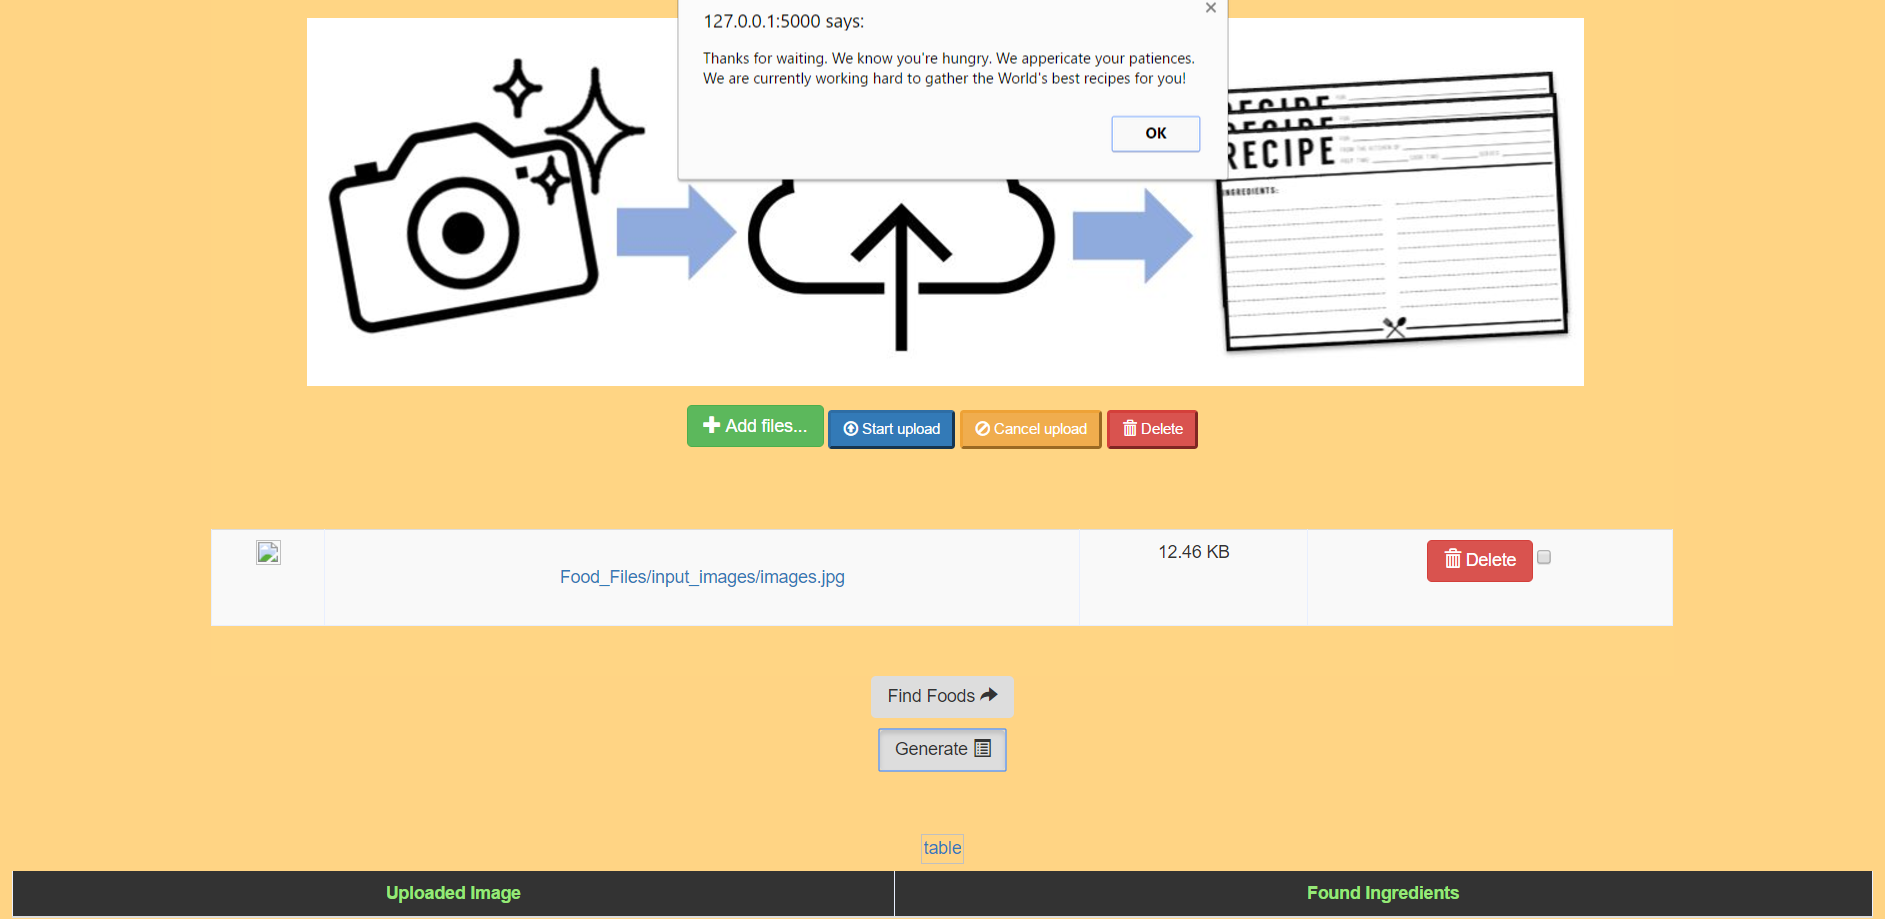 127.0.0.1:5000 says:
Thanks for waiting. We know you're hungry. We appericate your patiences.
We are currently working hard to gather the World's best recipes for you!
OK
RECIPE
RECIPE
RECIPE
INGREDIENTS:
Add files...
Start upload
Cancel upload
Delete
Food_Files/input_images/images.jpg
12.46 KB
Delete
Find Foods
Generate
table
Uploaded Image
Found Ingredients